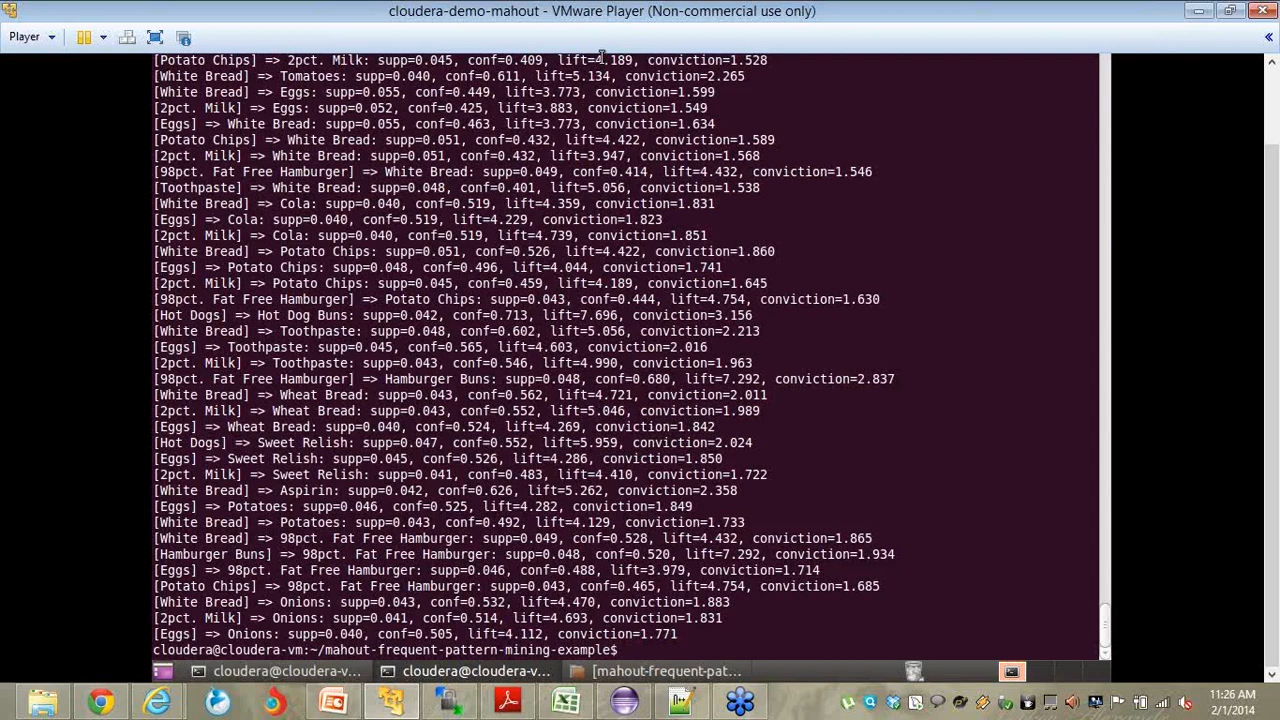 cloudera-demo-mahout - VMware Player (Non-commercial use only)
Player
[Potato Chips] => 2pct. Milk: supp=0.045, conf=0.409, lift=4.189, conviction=1.528
[White Bread] => Tomatoes: supp=0.040, conf=0.611, lift=5.134, conviction=2.265
[White Bread] => Eggs: supp=0.055, conf=0.449, lift=3.773, conviction=1.599
[2pct. Milk] => Eggs: supp=0.052, conf=0.425, lift=3.883, conviction=1.549
[Eggs] => White Bread: supp=0.055, conf=0.463, lift=3.773, conviction=1.634
[Potato Chips] => White Bread: supp=0.051, conf=0.432, lift=4.422, conviction=1.589
[2pct. Milk] => White Bread: supp=0.051, conf=0.432, lift=3.947, conviction=1.568
[98pct. Fat Free Hamburger] => White Bread: supp=0.049, conf=0.414, lift=4.432, conviction=1.546
[Toothpaste] => White Bread: supp=0.048, conf=0.401, lift=5.056, conviction=1.538
[White Bread] => Cola: supp=0.040, conf=0.519, lift=4.359, conviction=1.831
[Eggs] => Cola: supp=0.040, conf=0.519, lift=4.229, conviction=1.823
[2pct. Milk] => Cola: supp=0.040, conf=0.519, lift=4.739, conviction=1.851
[White Bread] => Potato Chips: supp=0.051, conf=0.526, lift=4.422, conviction=1.860
[Eggs] => Potato Chips: supp=0.048, conf=0.496, lift=4.044, conviction=1.741
[2pct. Milk] => Potato Chips: supp=0.045, conf=0.459, lift=4.189, conviction=1.645
[98pct. Fat Free Hamburger] => Potato Chips: supp=0.043, conf=0.444, lift=4.754, conviction=1.630
[Hot Dogs] => Hot Dog Buns: supp=0.042, conf=0.713, lift=7.696, conviction=3.156
[White Bread] => Toothpaste: supp=0.048, conf=0.602, lift=5.056, conviction=2.213
[Eggs] => Toothpaste: supp=0.045, conf=0.565, lift=4.603, conviction=2.016
[2pct. Milk] => Toothpaste: supp=0.043, conf=0.546, lift=4.990, conviction=1.963
[98pct. Fat Free Hamburger] => Hamburger Buns: supp=0.048, conf=0.680, lift=7.292, conviction=2.837
[White Bread] => Wheat Bread: supp=0.043, conf=0.562, lift=4.721, conviction=2.011
[2pct. Milk] => Wheat Bread: supp=0.043, conf=0.552, lift=5.046, conviction=1.989
[Eggs] => Wheat Bread: supp=0.040, conf=0.524, lift=4.269, conviction=1.842
[Hot Dogs] => Sweet Relish: supp=0.047, conf=0.552, lift=5.959, conviction=2.024
[Eggs] => Sweet Relish: supp=0.045, conf=0.526, lift=4.286, conviction=1.850
[2pct. Milk] => Sweet Relish: supp=0.041, conf=0.483, lift=4.410, conviction=1.722
[White Bread] => Aspirin: supp=0.042, conf=0.626, lift=5.262, conviction=2.358
[Eggs] => Potatoes: supp=0.046, conf=0.525, lift=4.282, conviction=1.849
[White Bread] => Potatoes: supp=0.043, conf=0.492, lift=4.129, conviction=1.733
[White Bread] => 98pct. Fat Free Hamburger: supp=0.049, conf=0.528, lift=4.432, conviction=1.865
[Hamburger Buns] => 98pct. Fat Free Hamburger: supp=0.048, conf=0.520, lift=7.292, conviction=1.934
[Eggs] => 98pct. Fat Free Hamburger: supp=0.046, conf=0.488, lift=3.979, conviction=1.714
[Potato Chips] => 98pct. Fat Free Hamburger: supp=0.043, conf=0.465, lift=4.754, conviction=1.685
[White Bread] => Onions: supp=0.043, conf=0.532, lift=4.470, conviction=1.883
[2pct. Milk] => Onions: supp=0.041, conf=0.514, lift=4.693, conviction=1.831
[Eggs] => Onions: supp=0.040, conf=0.505, lift=4.112, conviction=1.771
cloudera@cloudera-vm:~/mahout-frequent-pattern-mining-example$
cloudera@cloudera-v... cloudera@cloudera-v... [mahout-frequent-pat...
11:26 AM
2/1/2014